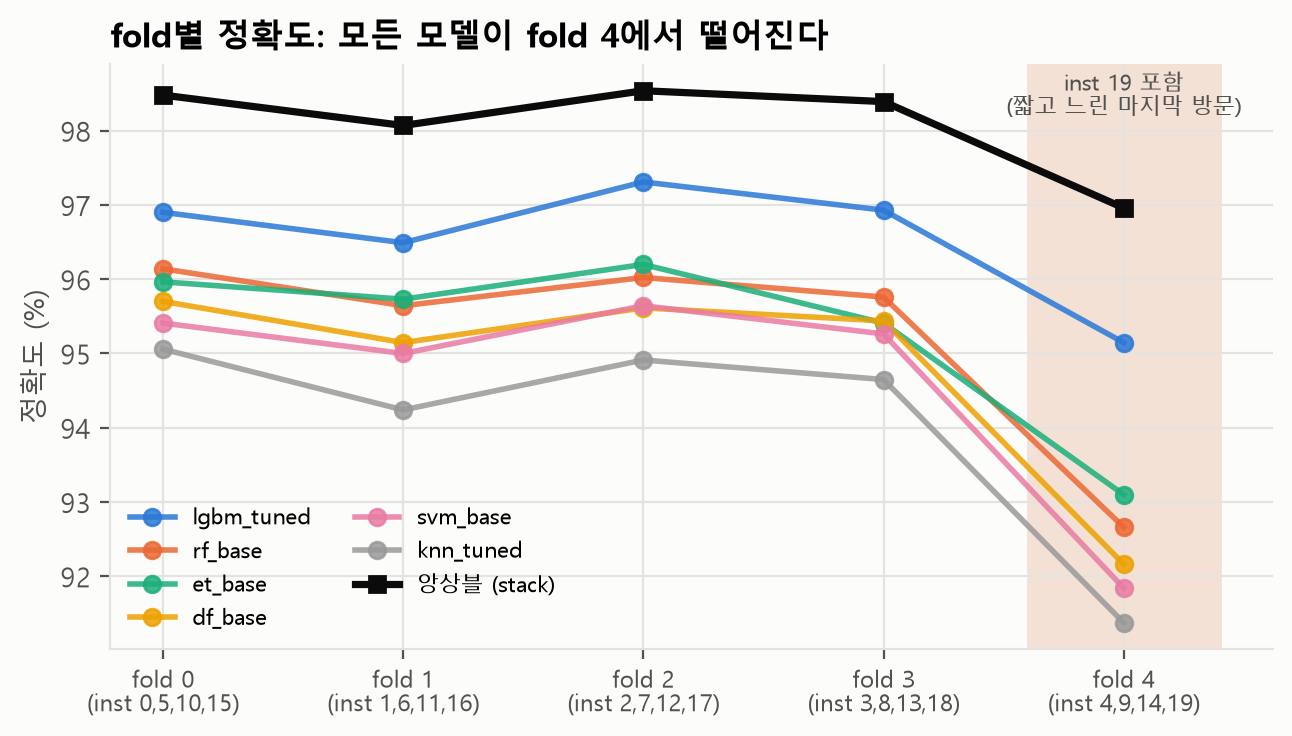 fold별 정확도: 모든 모델이 fold 4에서 떨어진다
inst 19 포함
(짧고 느린 마지막 방문)
정확도 (%)
98
97
96
95
94
93
92
lgbm_tuned
rf_base
et_base
df_base
svm_base
knn_tuned
앙상블 (stack)
fold 0
(inst 0,5,10,15)
fold 1
(inst 1,6,11,16)
fold 2
(inst 2,7,12,17)
fold 3
(inst 3,8,13,18)
fold 4
(inst 4,9,14,19)